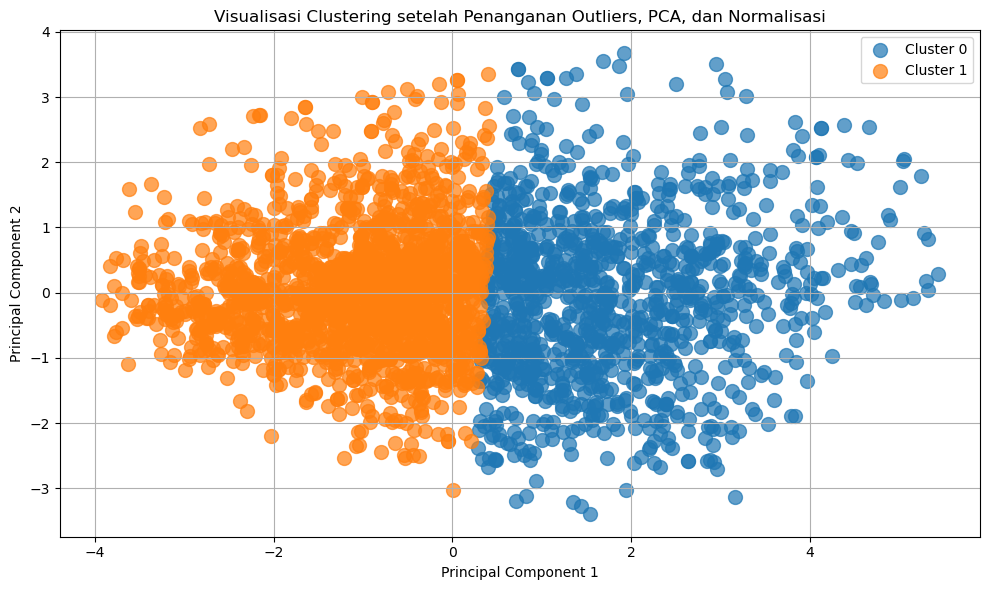 Visualisasi Clustering setelah Penanganan Outliers, PCA, dan Normalisasi
Cluster 0
Cluster 1
Principal Component 2
4
3
2
1
0
−1
−2
−3
−4
−2
0
2
4
Principal Component 1